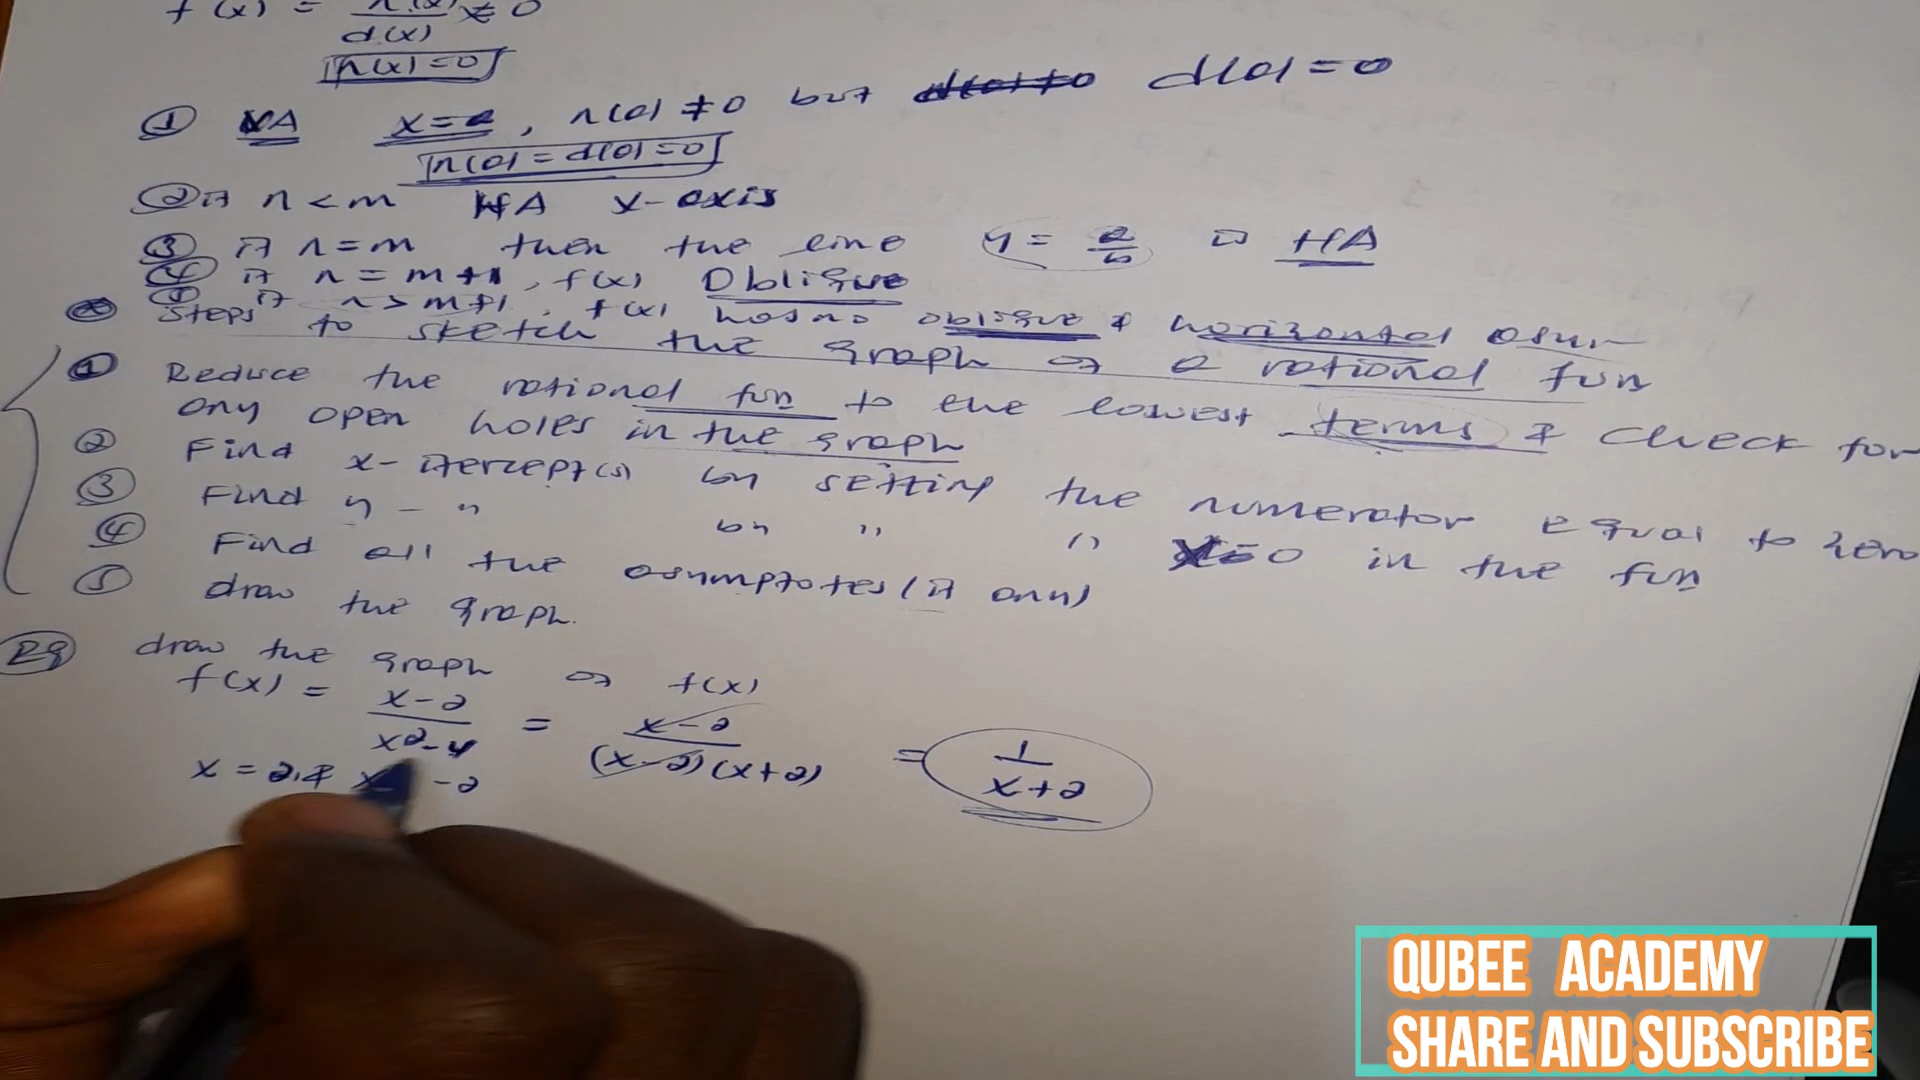 f(x) = n(x)/d(x) ≠ 0
n(x) = 0
① VA x = a, n(a) ≠ 0 but d(a) = 0
n(a) = d(a) = 0
② if n < m HA x-axis
③ if n = m then the line y = a/b is HA
④ if n = m+1, f(x) Oblique
⑤ if n > m+1, f(x) has no oblique & horizontal asym
Steps to sketch the graph of a rational fun
① Reduce the rational fun to the lowest terms & check for
any open holes in the graph
② Find x-itercept(s) by setting the numerator equal to zero
③ Find y - " by " " x=0 in the fun
④ Find all the asymptotes (if any)
⑤ draw the graph.
Eg draw the graph of f(x)
f(x) = x-2/x²-4 = x-2/(x-2)(x+2) = 1/x+2
x = 2, & x -2
QUBEE ACADEMY
SHARE AND SUBSCRIBE